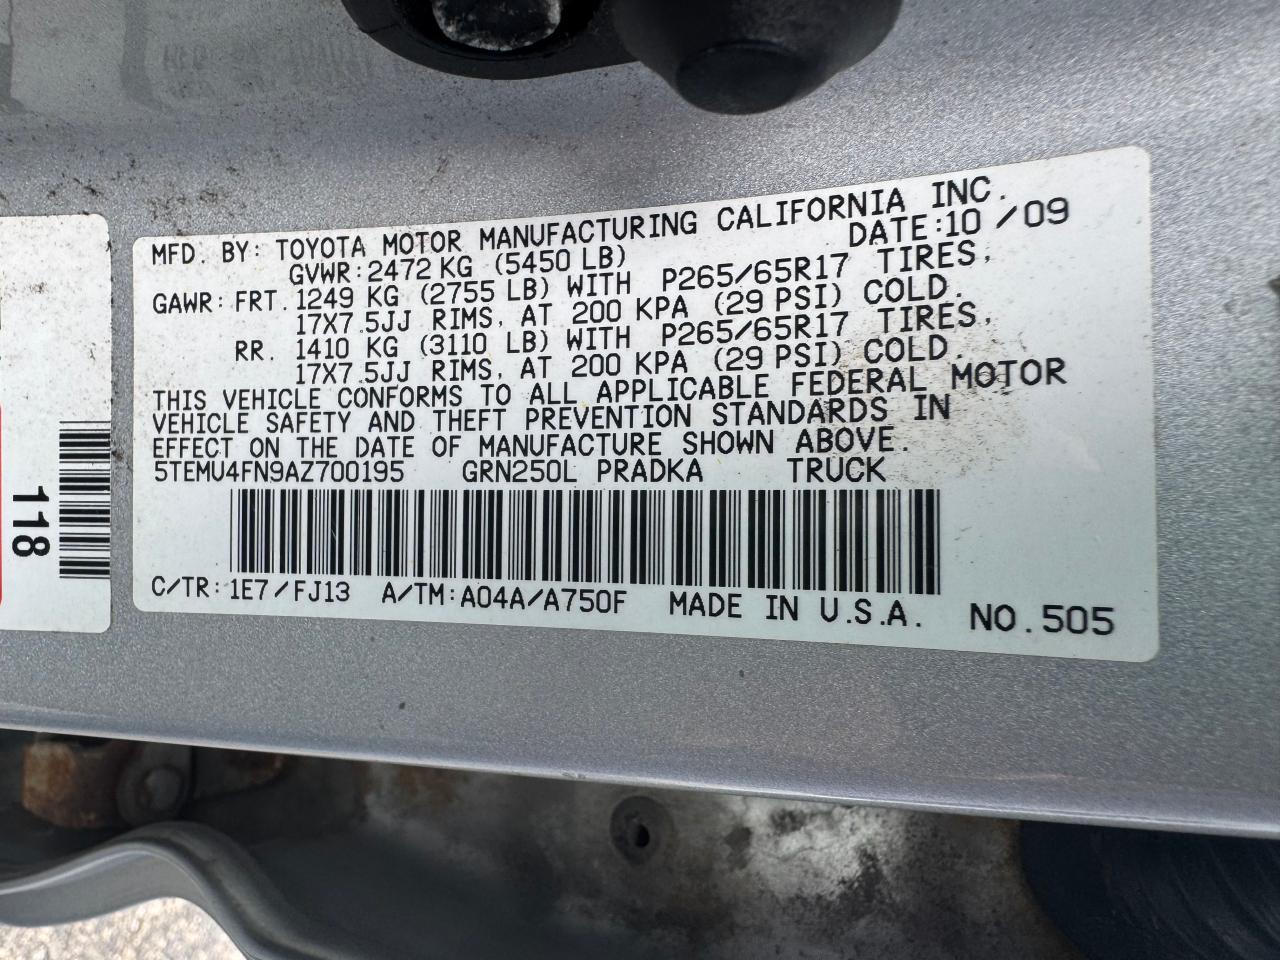 MFD. BY: TOYOTA MOTOR MANUFACTURING CALIFORNIA INC.
GVWR: 2472 KG (5450 LB) DATE: 10 / 09
GAWR: FRT. 1249 KG (2755 LB) WITH P265/65R17 TIRES,
17X7.5JJ RIMS, AT 200 KPA (29 PSI) COLD.
RR. 1410 KG (3110 LB) WITH P265/65R17 TIRES,
17X7.5JJ RIMS, AT 200 KPA (29 PSI) COLD.
THIS VEHICLE CONFORMS TO ALL APPLICABLE FEDERAL MOTOR
VEHICLE SAFETY AND THEFT PREVENTION STANDARDS IN
EFFECT ON THE DATE OF MANUFACTURE SHOWN ABOVE.
5TEMU4FN9AZ700195 GRN250L PRADKA TRUCK
C/TR: 1E7/FJ13 A/TM: A04A/A750F MADE IN U.S.A. NO. 505
118